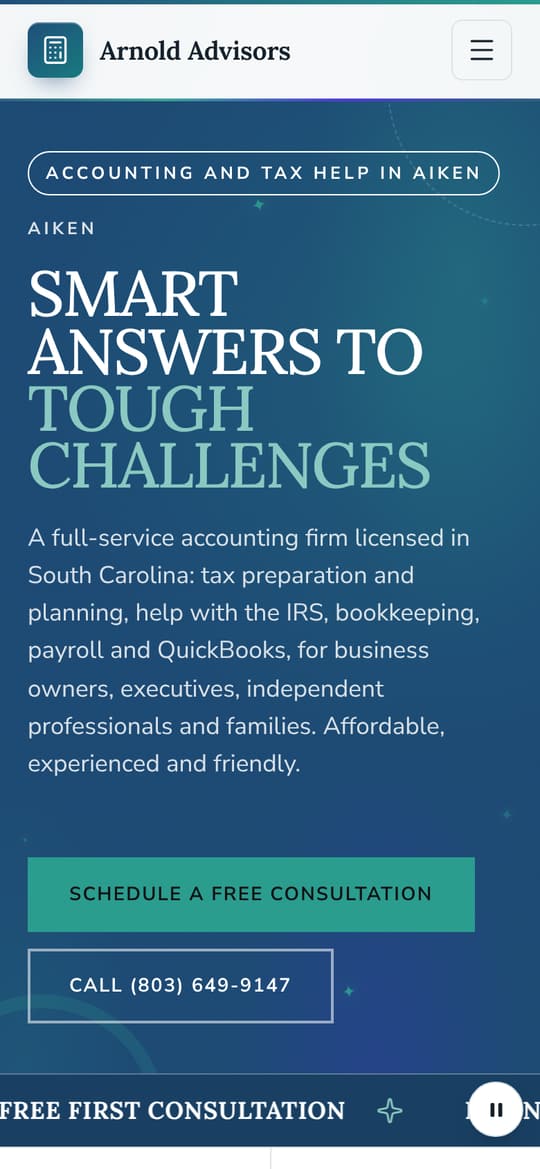 Arnold Advisors
ACCOUNTING AND TAX HELP IN AIKEN
AIKEN
SMART
ANSWERS TO
TOUGH
CHALLENGES
A full-service accounting firm licensed in
South Carolina: tax preparation and
planning, help with the IRS, bookkeeping,
payroll and QuickBooks, for business
owners, executives, independent
professionals and families. Affordable,
experienced and friendly.
SCHEDULE A FREE CONSULTATION
CALL (803) 649-9147
FREE FIRST CONSULTATION